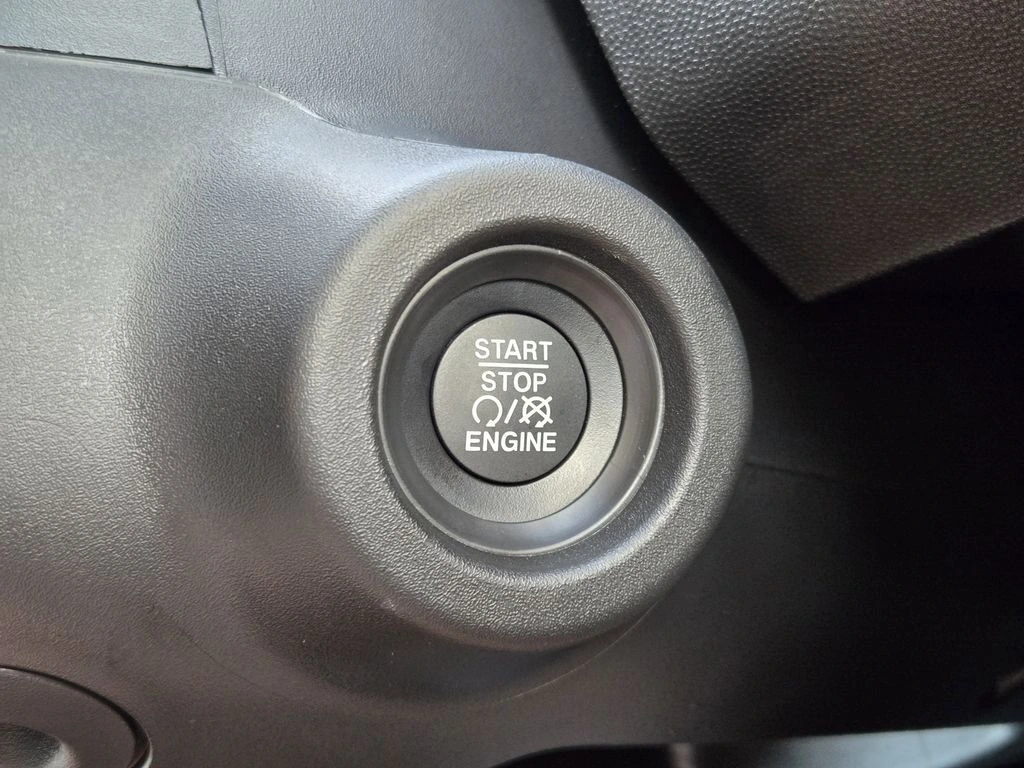 START
STOP
/
ENGINE